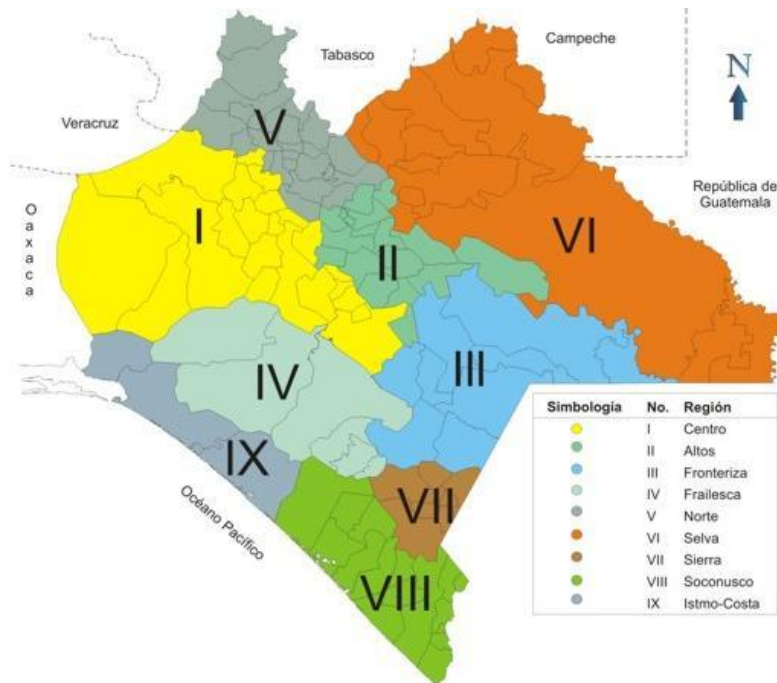 Campeche
Tabasco
N
Veracruz
V
República de
Guatemala
Oaxaca
I
VI
II
III
IV
IX
VII
VIII
Océano Pacífico
Simbología No. Región
I Centro
II Altos
III Fronteriza
IV Frailesca
V Norte
VI Selva
VII Sierra
VIII Soconusco
IX Istmo-Costa